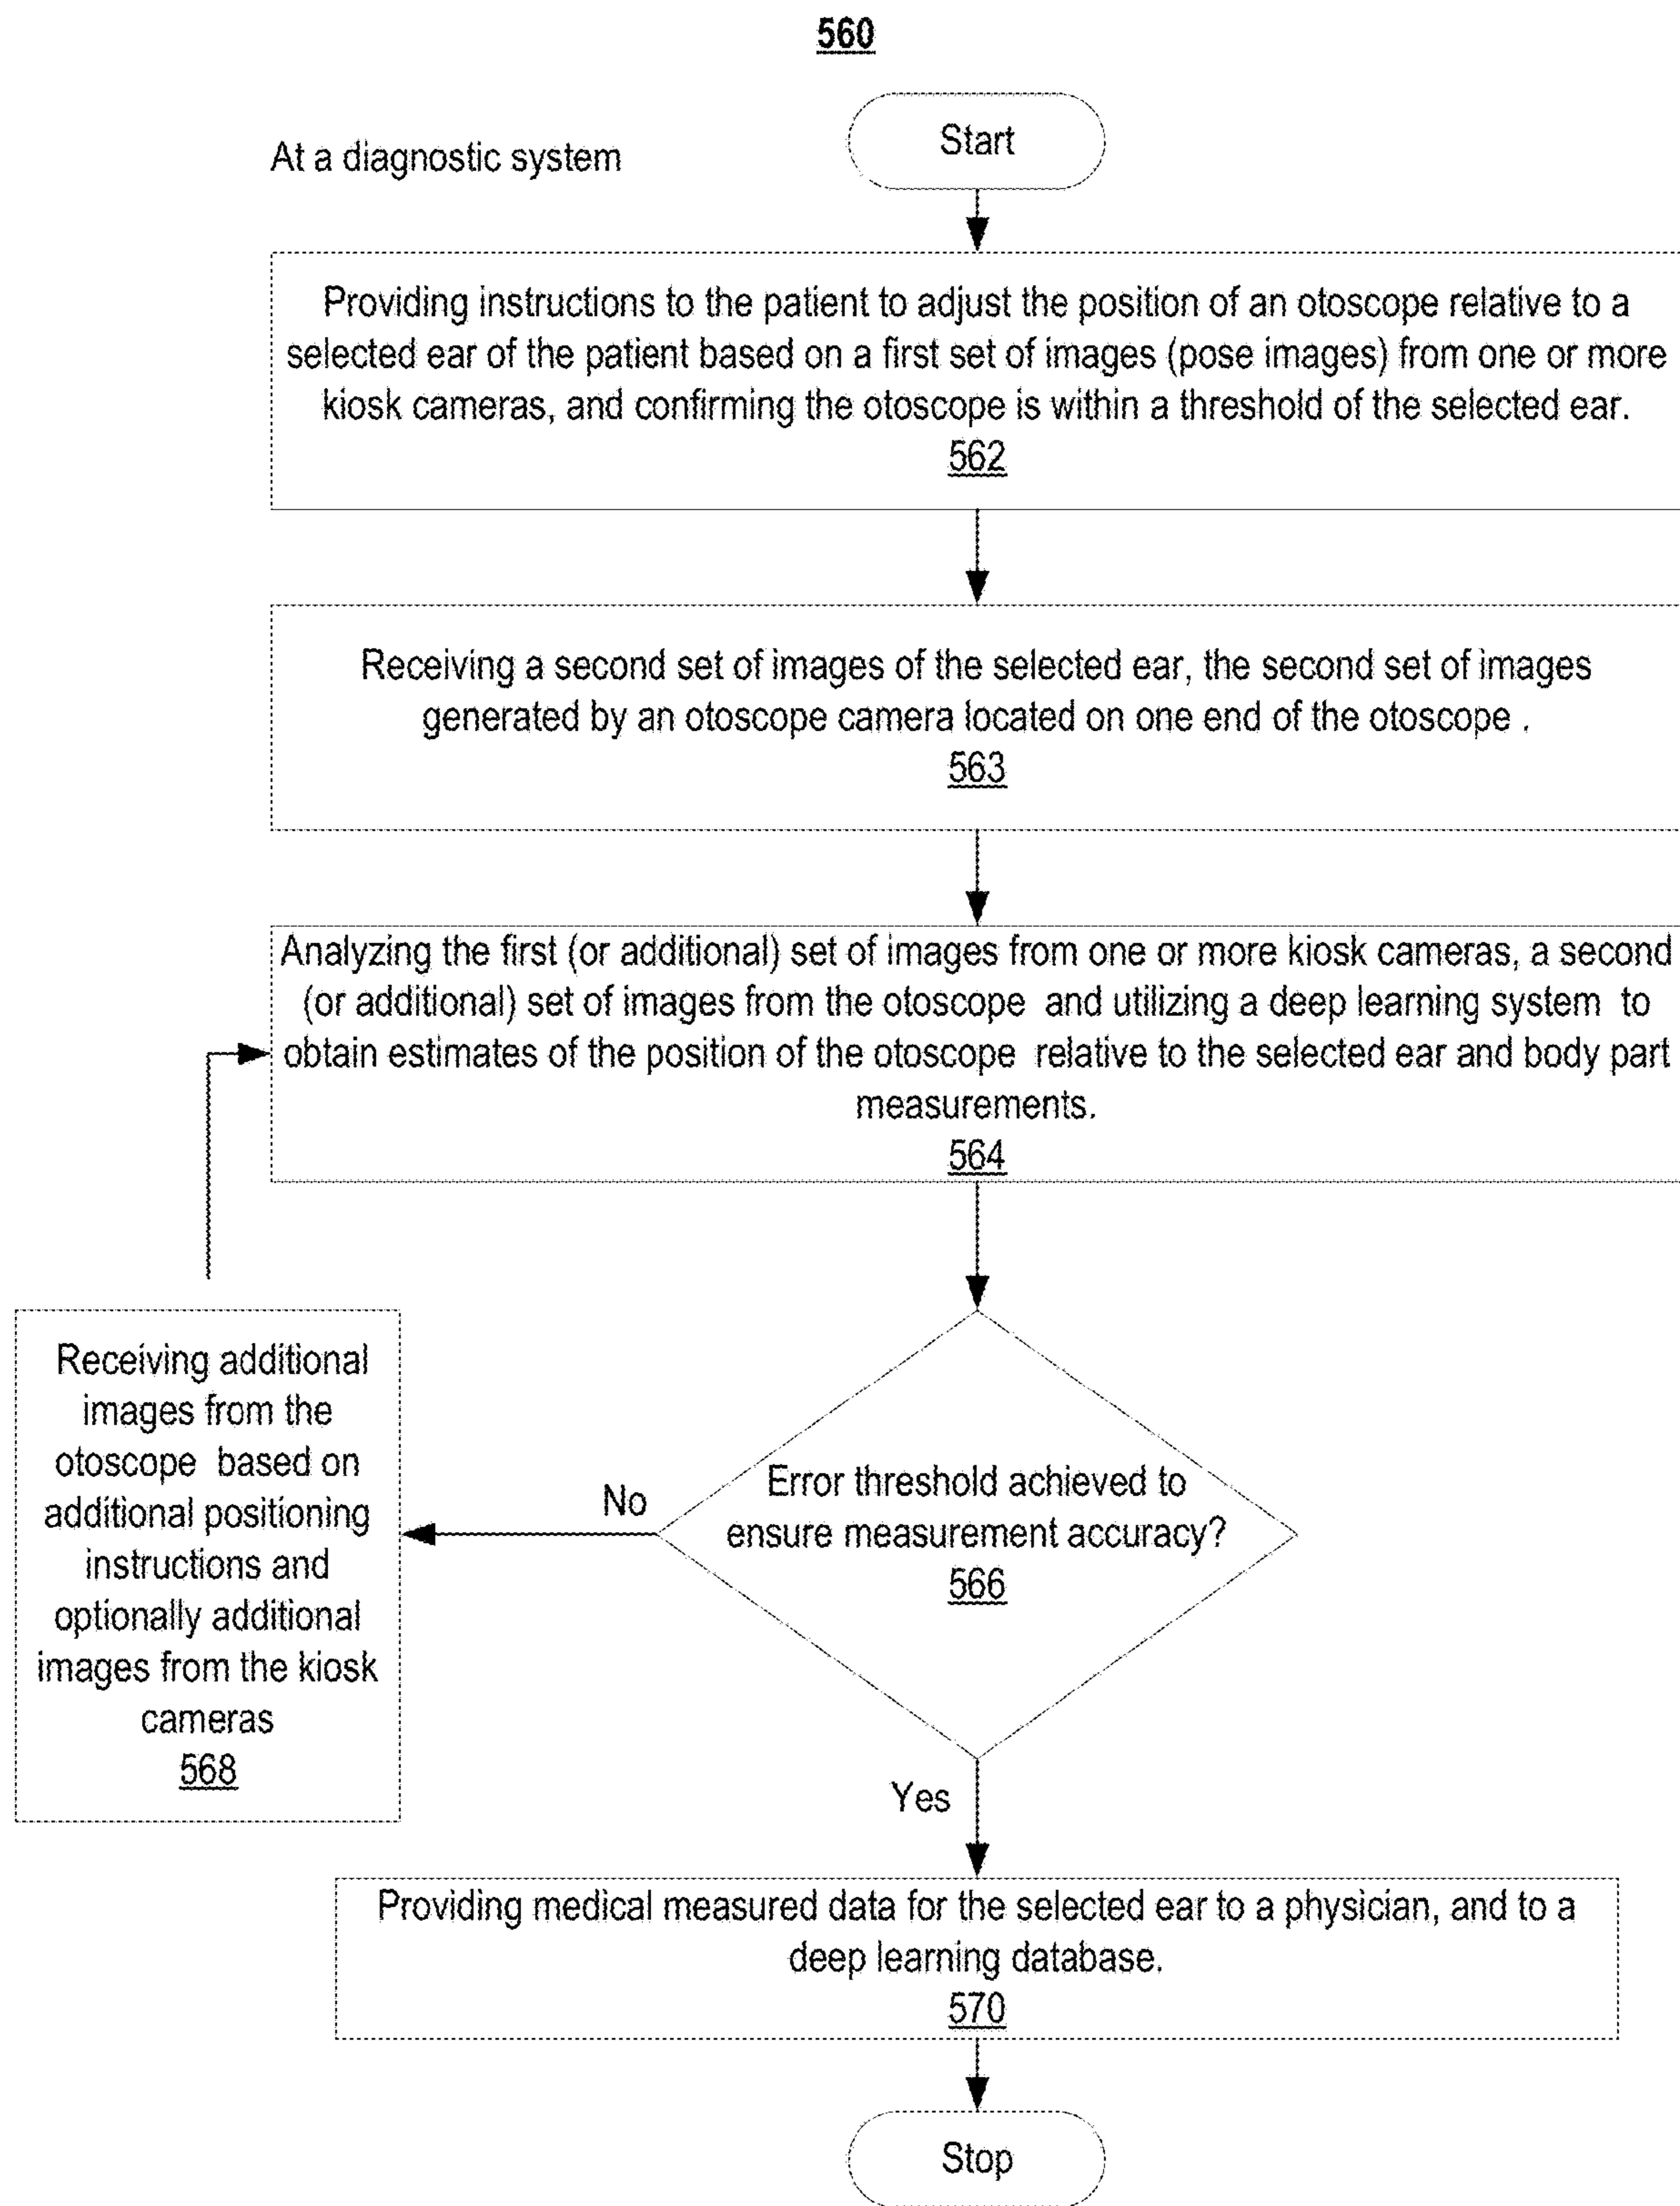 560
Start
At a diagnostic system
Providing instructions to the patient to adjust the position of an otoscope relative to a
selected ear of the patient based on a first set of images (pose images) from one or more
kiosk cameras, and confirming the otoscope is within a threshold of the selected ear.
562
Receiving a second set of images of the selected ear, the second set of images
generated by an otoscope camera located on one end of the otoscope .
563
Analyzing the first (or additional) set of images from one or more kiosk cameras, a second
(or additional) set of images from the otoscope and utilizing a deep learning system to
obtain estimates of the position of the otoscope relative to the selected ear and body part
measurements.
564
Receiving additional
images from the
otoscope based on
additional positioning
instructions and
optionally additional
images from the kiosk
cameras
568
No
Error threshold achieved to
ensure measurement accuracy?
566
Yes
Providing medical measured data for the selected ear to a physician, and to a
deep learning database.
570
Stop